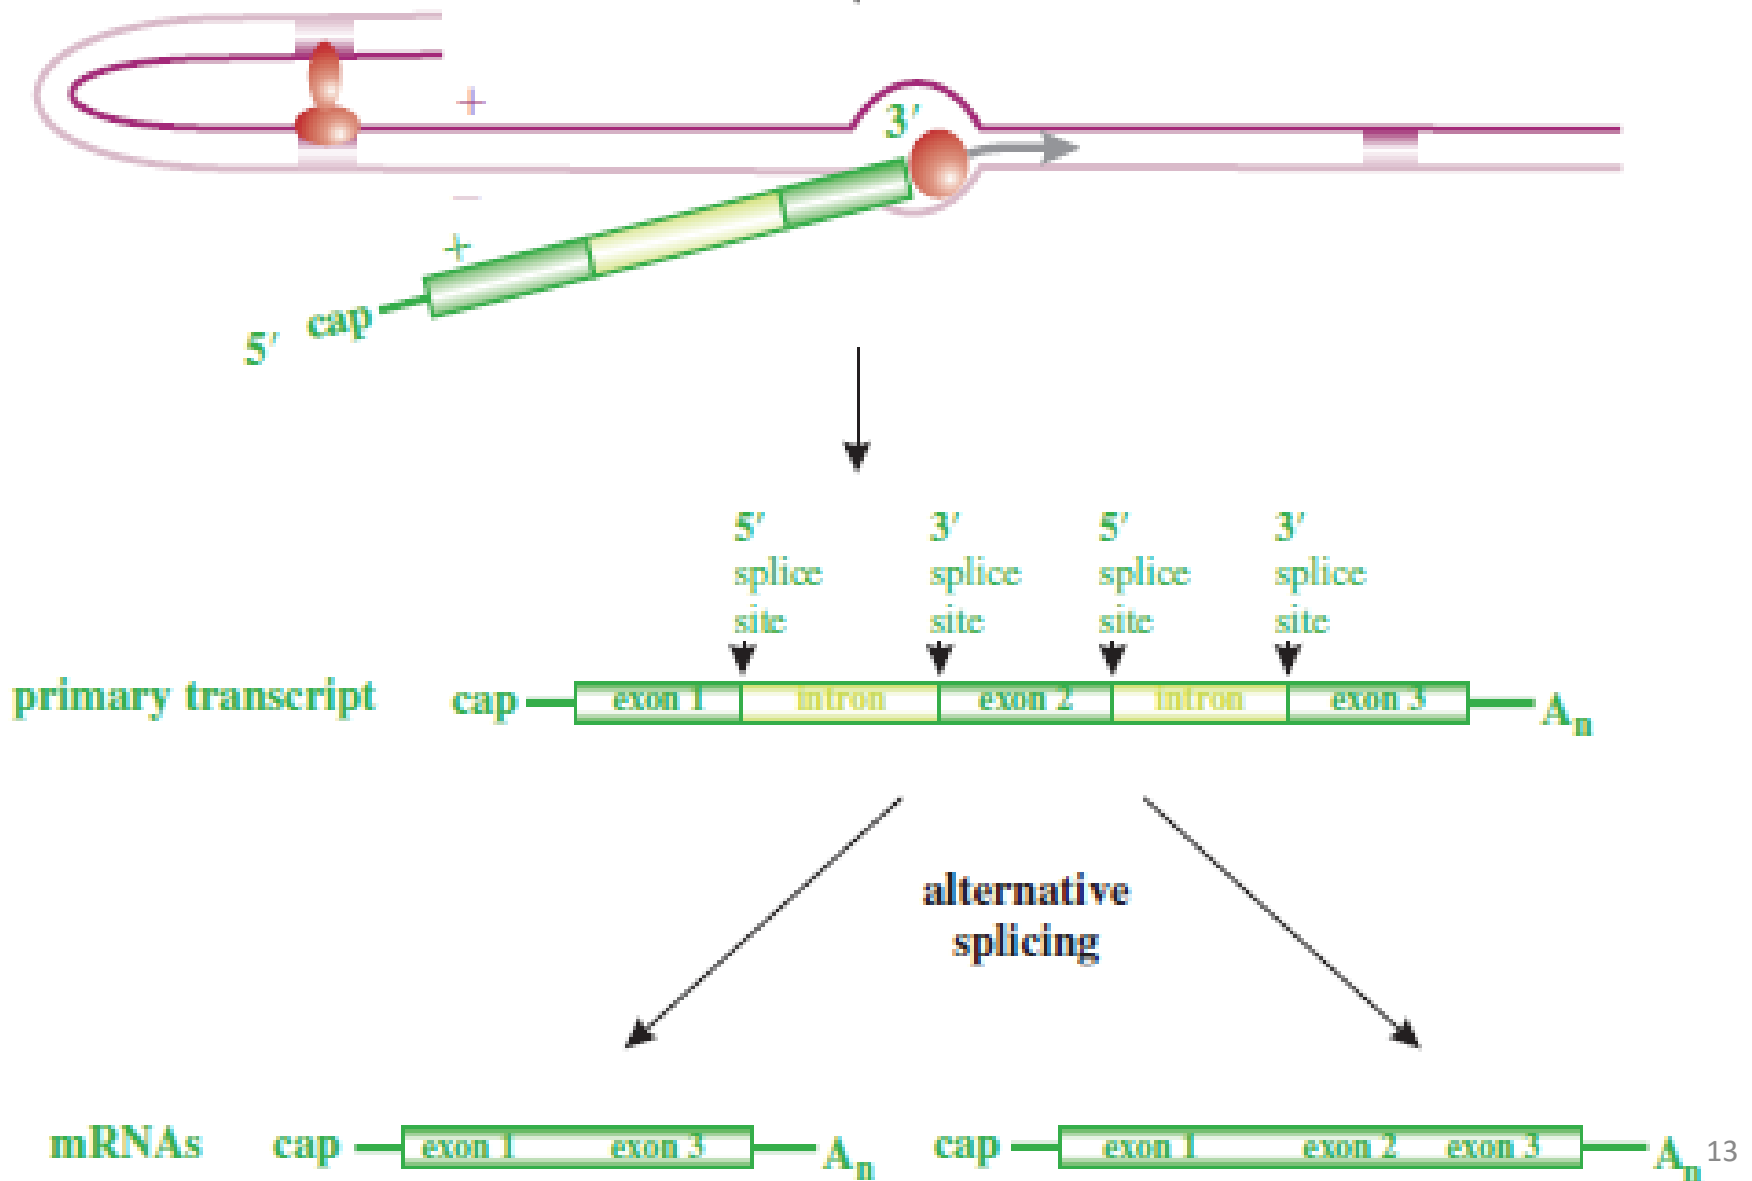 +
3′
−
+
5′ cap
5′ 3′ 5′ 3′
splice splice splice splice
site site site site
primary transcript cap exon 1 intron exon 2 intron exon 3 An
alternative
splicing
mRNAs cap exon 1 exon 3 An cap exon 1 exon 2 exon 3 An 13